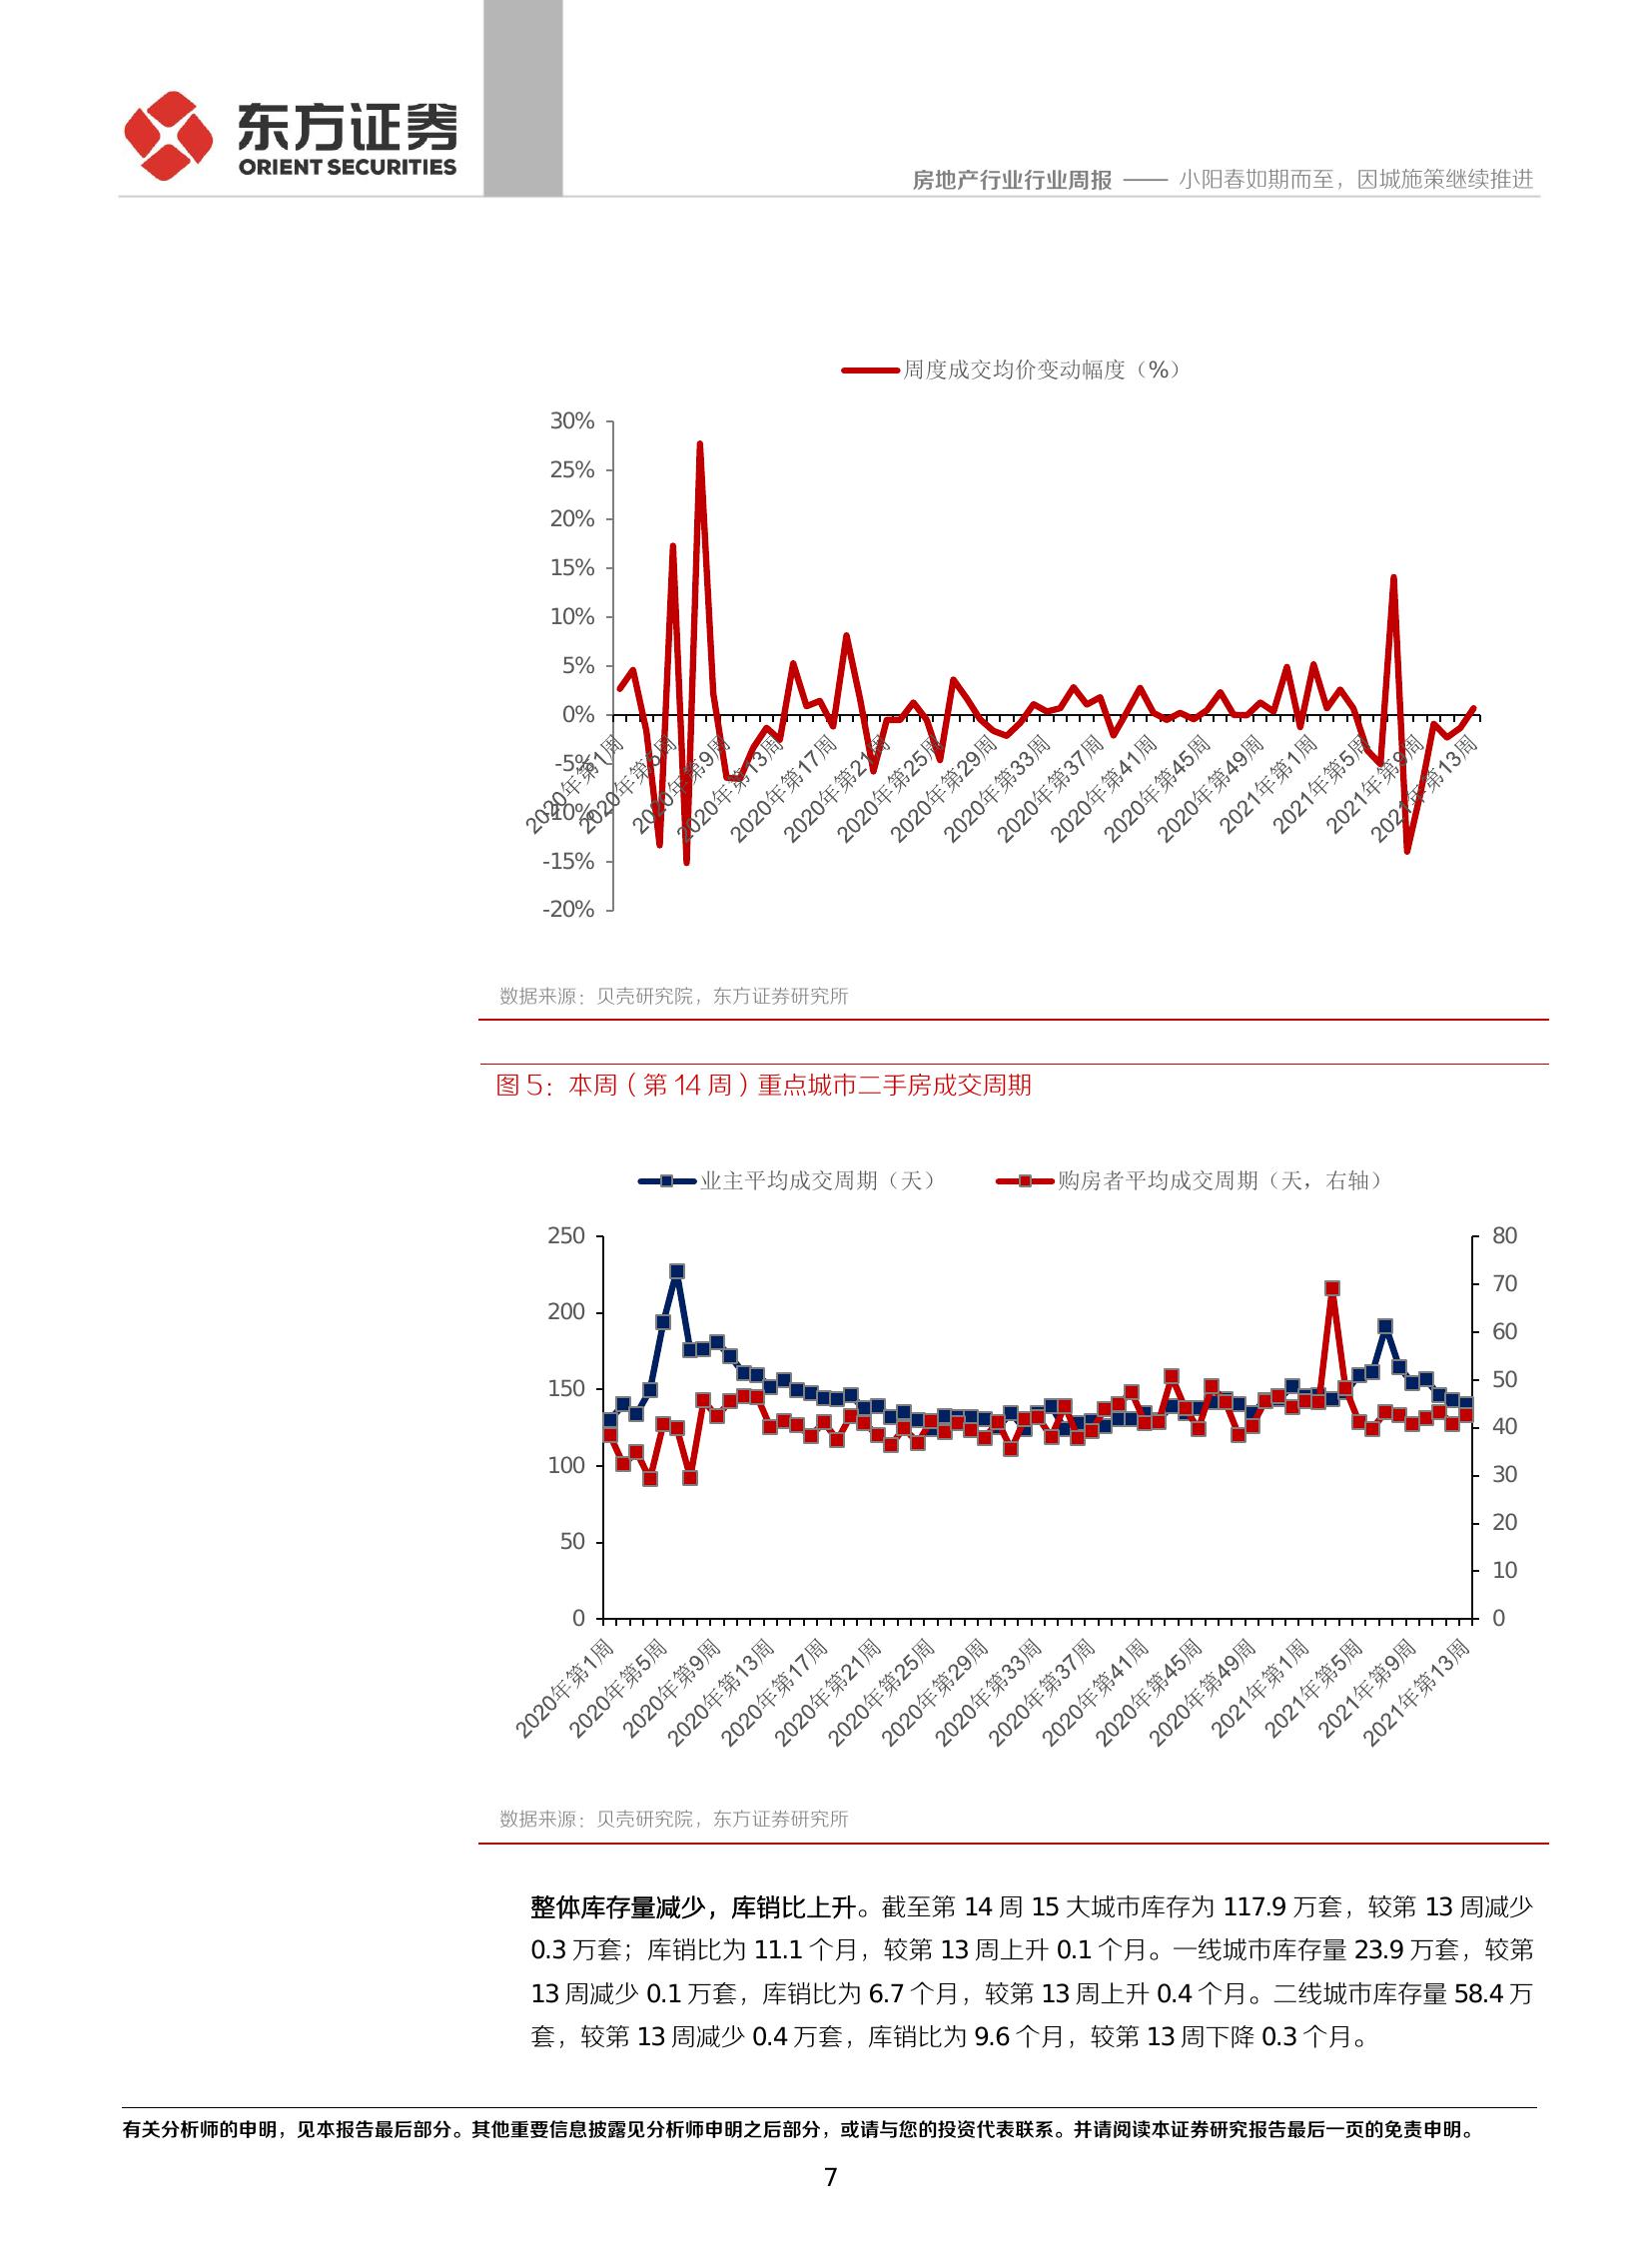 东方证券
ORIENT SECURITIES
房地产行业行业周报 —— 小阳春如期而至，因城施策继续推进
周度成交均价变动幅度（%）
30%
25%
20%
15%
10%
5%
0%
-5%
-10%
-15%
-20%
2020年第1周
2020年第5周
2020年第9周
2020年第13周
2020年第17周
2020年第21周
2020年第25周
2020年第29周
2020年第33周
2020年第37周
2020年第41周
2020年第45周
2020年第49周
2021年第1周
2021年第5周
2021年第9周
2021年第13周
数据来源：贝壳研究院，东方证券研究所
图 5：本周（第 14 周）重点城市二手房成交周期
业主平均成交周期（天）
购房者平均成交周期（天，右轴）
250
200
150
100
50
0
80
70
60
50
40
30
20
10
0
2020年第1周
2020年第5周
2020年第9周
2020年第13周
2020年第17周
2020年第21周
2020年第25周
2020年第29周
2020年第33周
2020年第37周
2020年第41周
2020年第45周
2020年第49周
2021年第1周
2021年第5周
2021年第9周
2021年第13周
数据来源：贝壳研究院，东方证券研究所
整体库存量减少，库销比上升。截至第 14 周 15 大城市库存为 117.9 万套，较第 13 周减少
0.3 万套；库销比为 11.1 个月，较第 13 周上升 0.1 个月。一线城市库存量 23.9 万套，较第
13 周减少 0.1 万套，库销比为 6.7 个月，较第 13 周上升 0.4 个月。二线城市库存量 58.4 万
套，较第 13 周减少 0.4 万套，库销比为 9.6 个月，较第 13 周下降 0.3 个月。
有关分析师的申明，见本报告最后部分。其他重要信息披露见分析师申明之后部分，或请与您的投资代表联系。并请阅读本证券研究报告最后一页的免责申明。
7